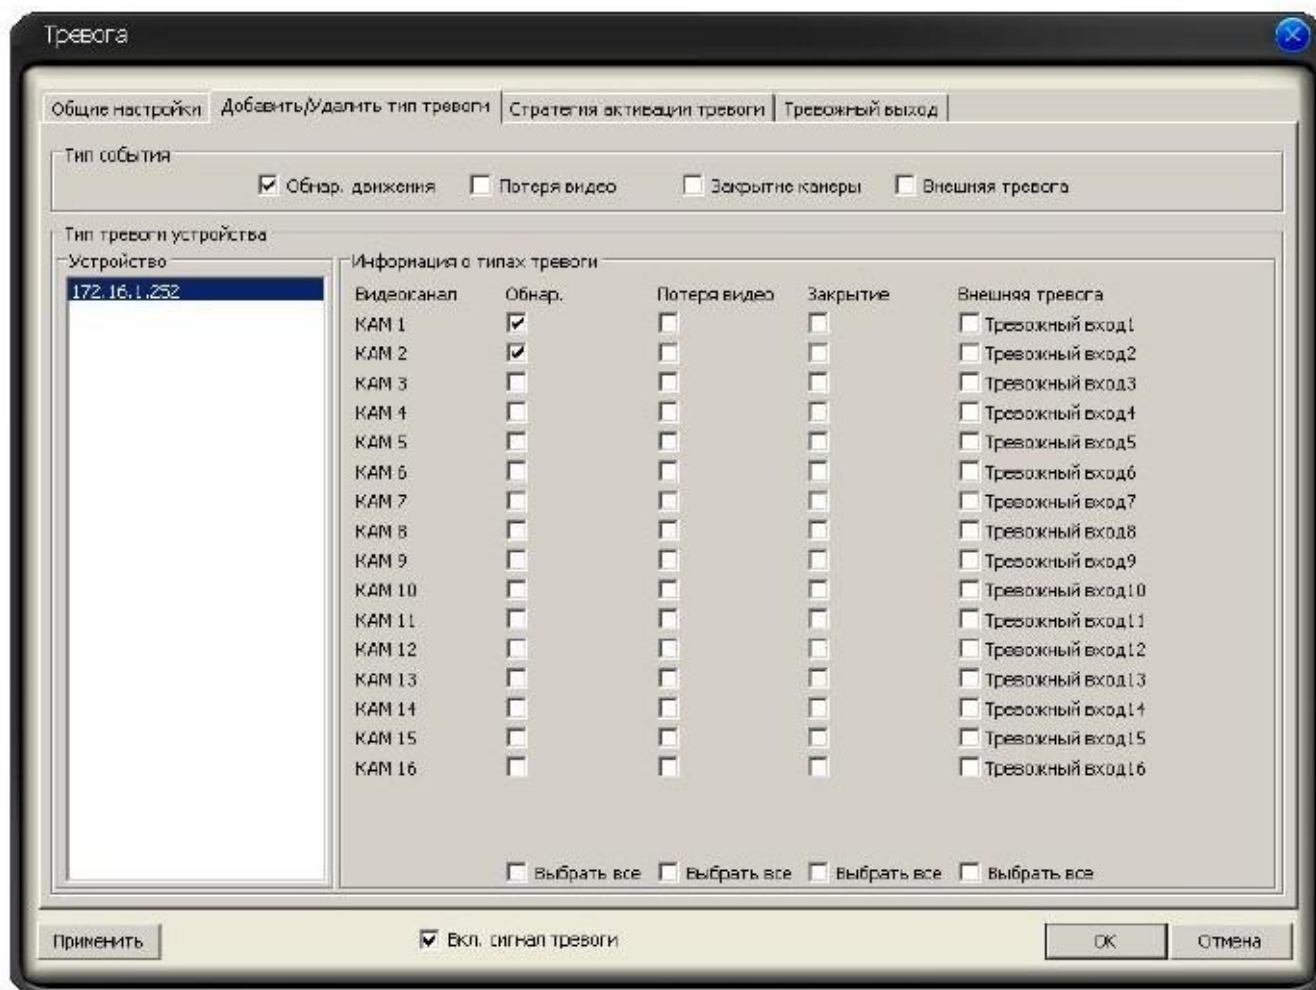 Тревога
Общие настройки Добавить/Удалить тип тревоги Стратегия активации тревоги Тревожный выход
Тип события
Обнар. движения Потеря видео Закрытие камеры Внешняя тревога
Тип тревоги устройства
Устройство Информация о типах тревоги
172.16.1.252 Видеоканал Обнар. Потеря видео Закрытие Внешняя тревога
КАМ 1 Тревожный вход1
КАМ 2 Тревожный вход2
КАМ 3 Тревожный вход3
КАМ 4 Тревожный вход4
КАМ 5 Тревожный вход5
КАМ 6 Тревожный вход6
КАМ 7 Тревожный вход7
КАМ 8 Тревожный вход8
КАМ 9 Тревожный вход9
КАМ 10 Тревожный вход10
КАМ 11 Тревожный вход11
КАМ 12 Тревожный вход12
КАМ 13 Тревожный вход13
КАМ 14 Тревожный вход14
КАМ 15 Тревожный вход15
КАМ 16 Тревожный вход16
Выбрать все Выбрать все Выбрать все Выбрать все
Применить Вкл. сигнал тревоги OK Отмена